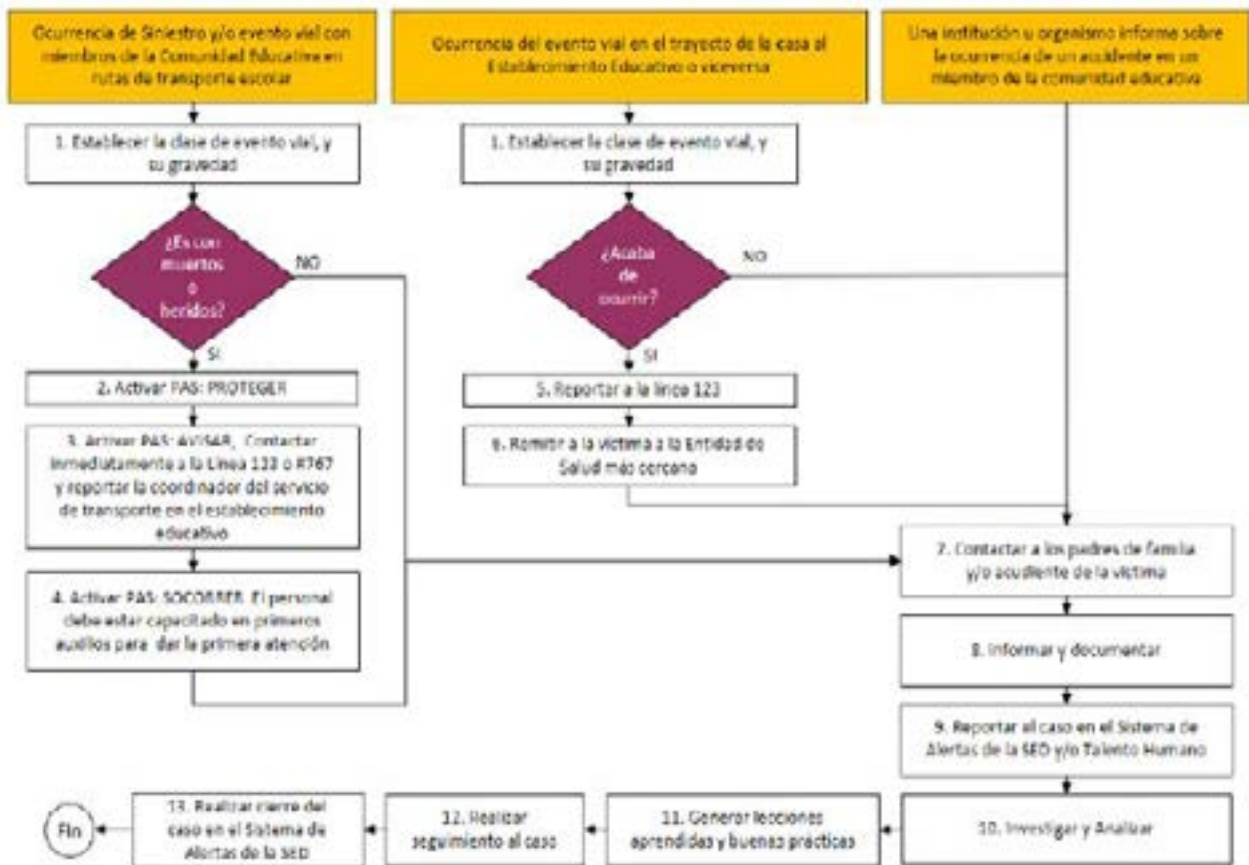 Ocurrencia de Siniestro y/o evento vial con
miembros de la Comunidad Educativa en
rutas de transporte escolar
Ocurrencia del evento vial en el trayecto de la casa al
Establecimiento Educativo o viceversa
Una institución u organismo informa sobre
la ocurrencia de un accidente en un
miembro de la comunidad educativa
1. Establecer la clase de evento vial, y
su gravedad
1. Establecer la clase de evento vial, y
su gravedad
¿Es con
muertos
o
heridos?
NO
SI
¿Acaba
de
ocurrir?
NO
SI
2. Activar PAS: PROTEGER
3. Activar PAS: AVISAR, Contactar
inmediatamente a la Línea 123 o #767
y reportar la coordinador del servicio
de transporte en el establecimiento
educativo
4. Activar PAS: SOCORRER. El personal
debe estar capacitado en primeros
auxilios para dar la primera atención
5. Reportar a la línea 123
6. Remitir a la víctima a la Entidad de
Salud más cercana
7. Contactar a los padres de familia
y/o acudiente de la víctima
8. Informar y documentar
9. Reportar el caso en el Sistema de
Alertas de la SED y/o Talento Humano
10. Investigar y Analizar
11. Generar lecciones
aprendidas y buenas prácticas
12. Realizar
seguimiento al caso
13. Realizar cierre del
caso en el Sistema de
Alertas de la SED
Fin